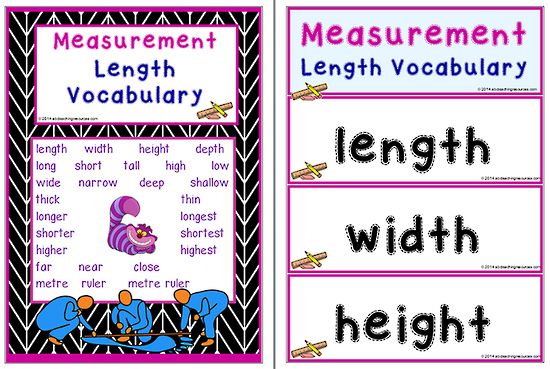 Measurement
Length
Vocabulary
© 2014 abcteachingresources.com
length width height depth
long short tall high low
wide narrow deep shallow
thick thin
longer longest
shorter shortest
higher highest
far near close
metre ruler metre ruler
Measurement
Length Vocabulary
© 2014 abcteachingresources.com
length
© 2014 abcteachingresources.com
width
© 2014 abcteachingresources.com
height
© 2014 abcteachingresources.com